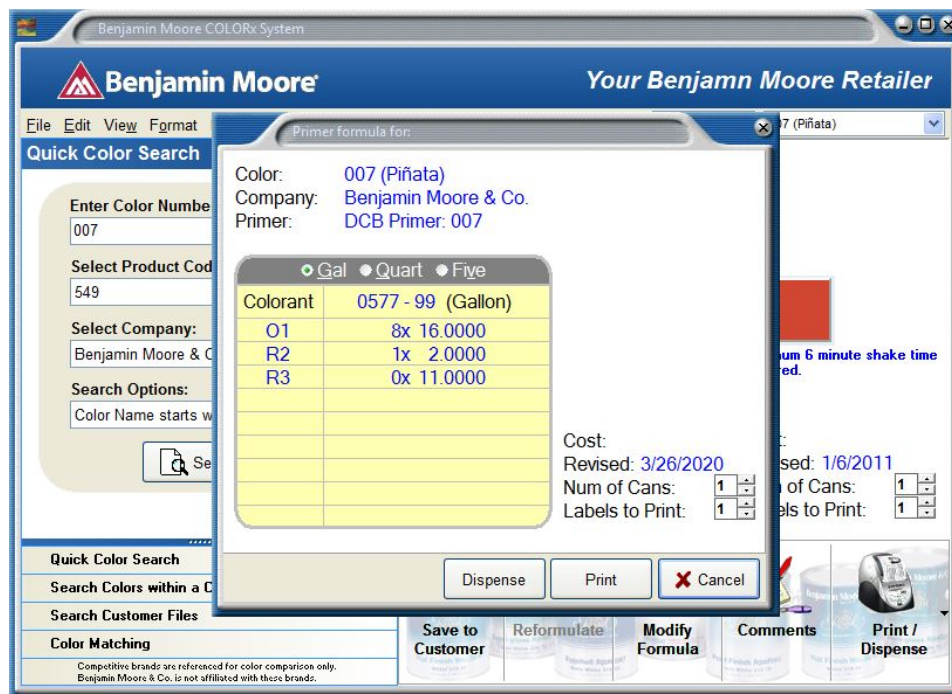 Benjamin Moore COLORx System
Benjamin Moore®
Your Benjamn Moore Retailer
File Edit View Format
07 (Piñata)
Quick Color Search
Enter Color Numbe
007
Select Product Cod
549
Select Company:
Benjamin Moore & C
Search Options:
Color Name starts w
Se
Primer formula for:
Color: 007 (Piñata)
Company: Benjamin Moore & Co.
Primer: DCB Primer: 007
Gal Quart Five
Colorant 0577 - 99 (Gallon)
O1 8x 16.0000
R2 1x 2.0000
R3 0x 11.0000
Cost:
Revised: 3/26/2020
Num of Cans: 1
Labels to Print: 1
Dispense Print Cancel
um 6 minute shake time
ed.
sed: 1/6/2011
of Cans: 1
els to Print: 1
Quick Color Search
Search Colors within a C
Search Customer Files
Color Matching
Competitive brands are referenced for color comparison only.
Benjamin Moore & Co. is not affiliated with these brands.
Save to Customer
Reformulate
Modify Formula
Comments
Print / Dispense